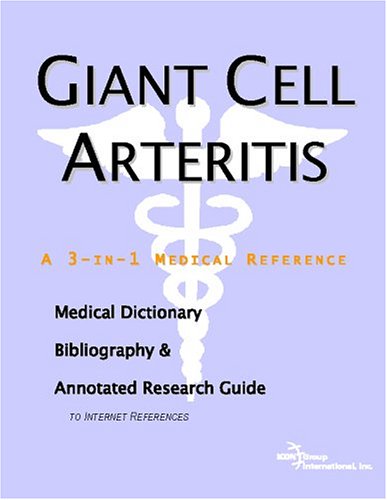 GIANT CELL
ARTERITIS
A 3-IN-1 MEDICAL REFERENCE
Medical Dictionary
Bibliography &
Annotated Research Guide
TO INTERNET REFERENCES
ICON Group
International, Inc.